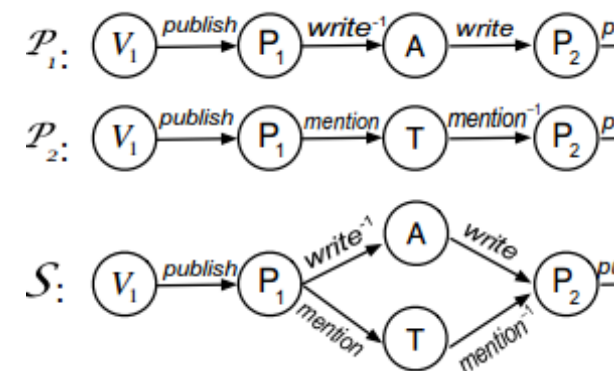 𝒫₁: V₁ publish P₁ write⁻¹ A write P₂ p
𝒫₂: V₁ publish P₁ mention T mention⁻¹ P₂ p
write⁻¹ A write
𝒮: V₁ publish P₁ P₂ pu
mention T mention⁻¹